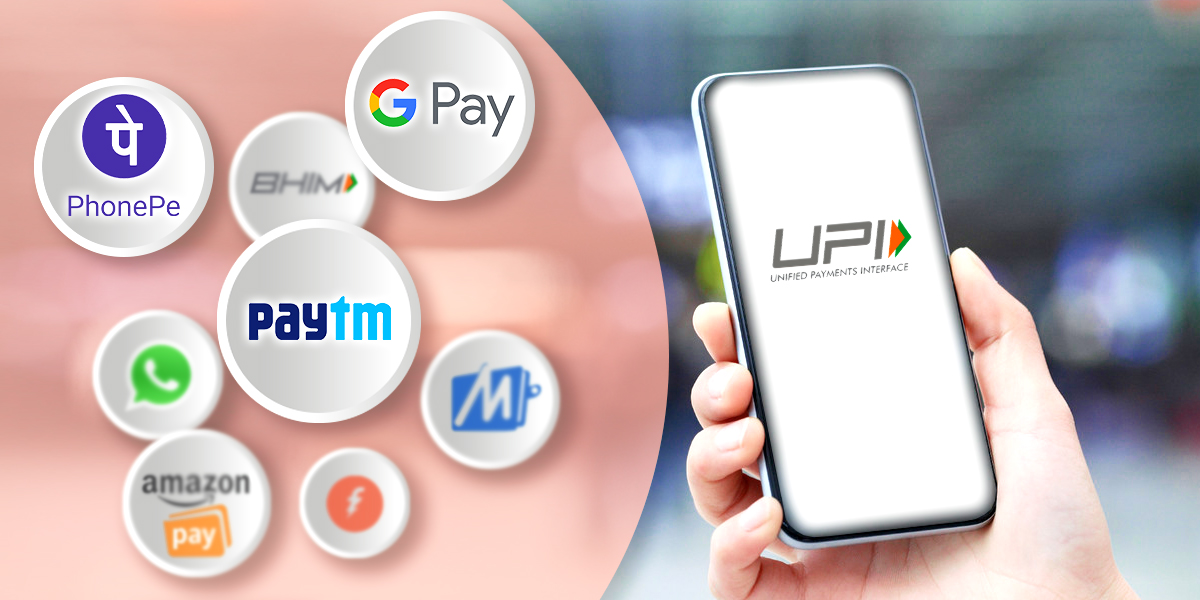 G Pay
पे
PhonePe
BHIM
paytm
M
amazon
pay
UPI
UNIFIED PAYMENTS INTERFACE